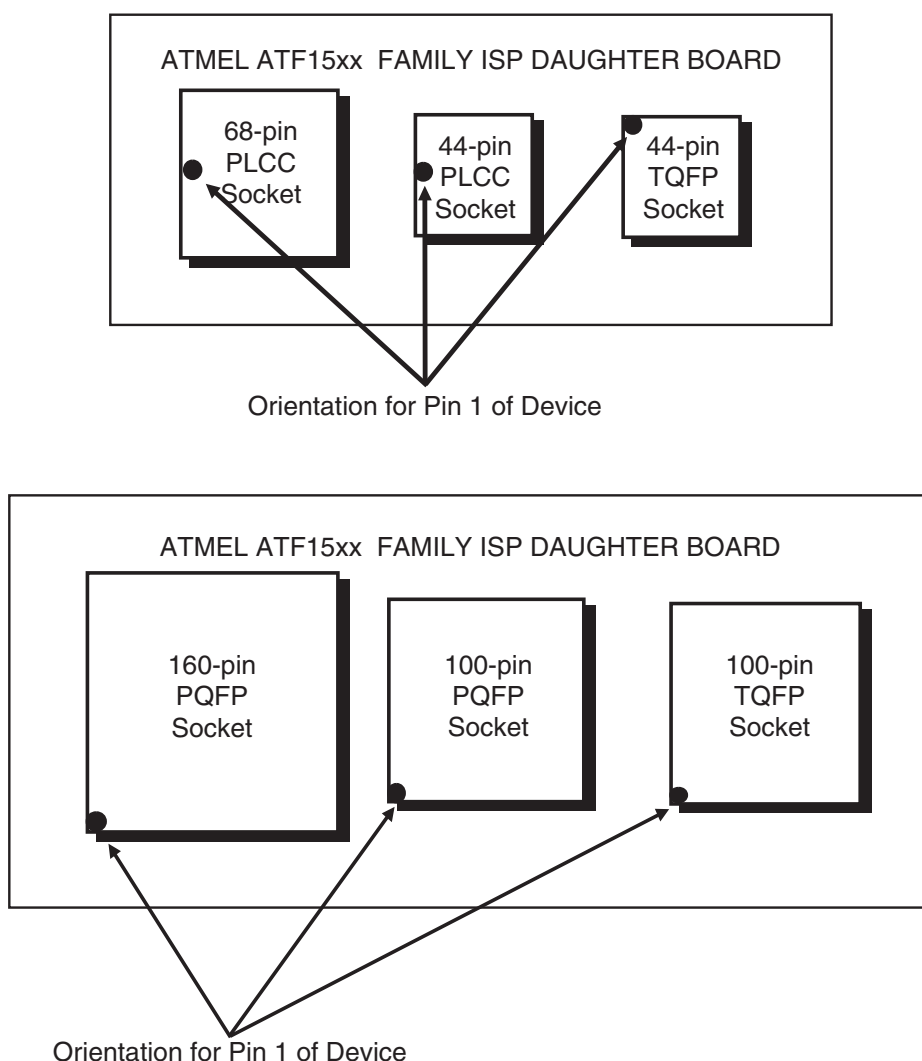 ATMEL ATF15xx FAMILY ISP DAUGHTER BOARD
68-pin
PLCC
Socket
44-pin
PLCC
Socket
44-pin
TQFP
Socket
Orientation for Pin 1 of Device
ATMEL ATF15xx FAMILY ISP DAUGHTER BOARD
160-pin
PQFP
Socket
100-pin
PQFP
Socket
100-pin
TQFP
Socket
Orientation for Pin 1 of Device